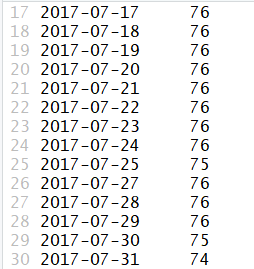 17 2017-07-17 76
18 2017-07-18 76
19 2017-07-19 76
20 2017-07-20 76
21 2017-07-21 76
22 2017-07-22 76
23 2017-07-23 76
24 2017-07-24 76
25 2017-07-25 75
26 2017-07-27 76
27 2017-07-28 76
28 2017-07-29 76
29 2017-07-30 75
30 2017-07-31 74